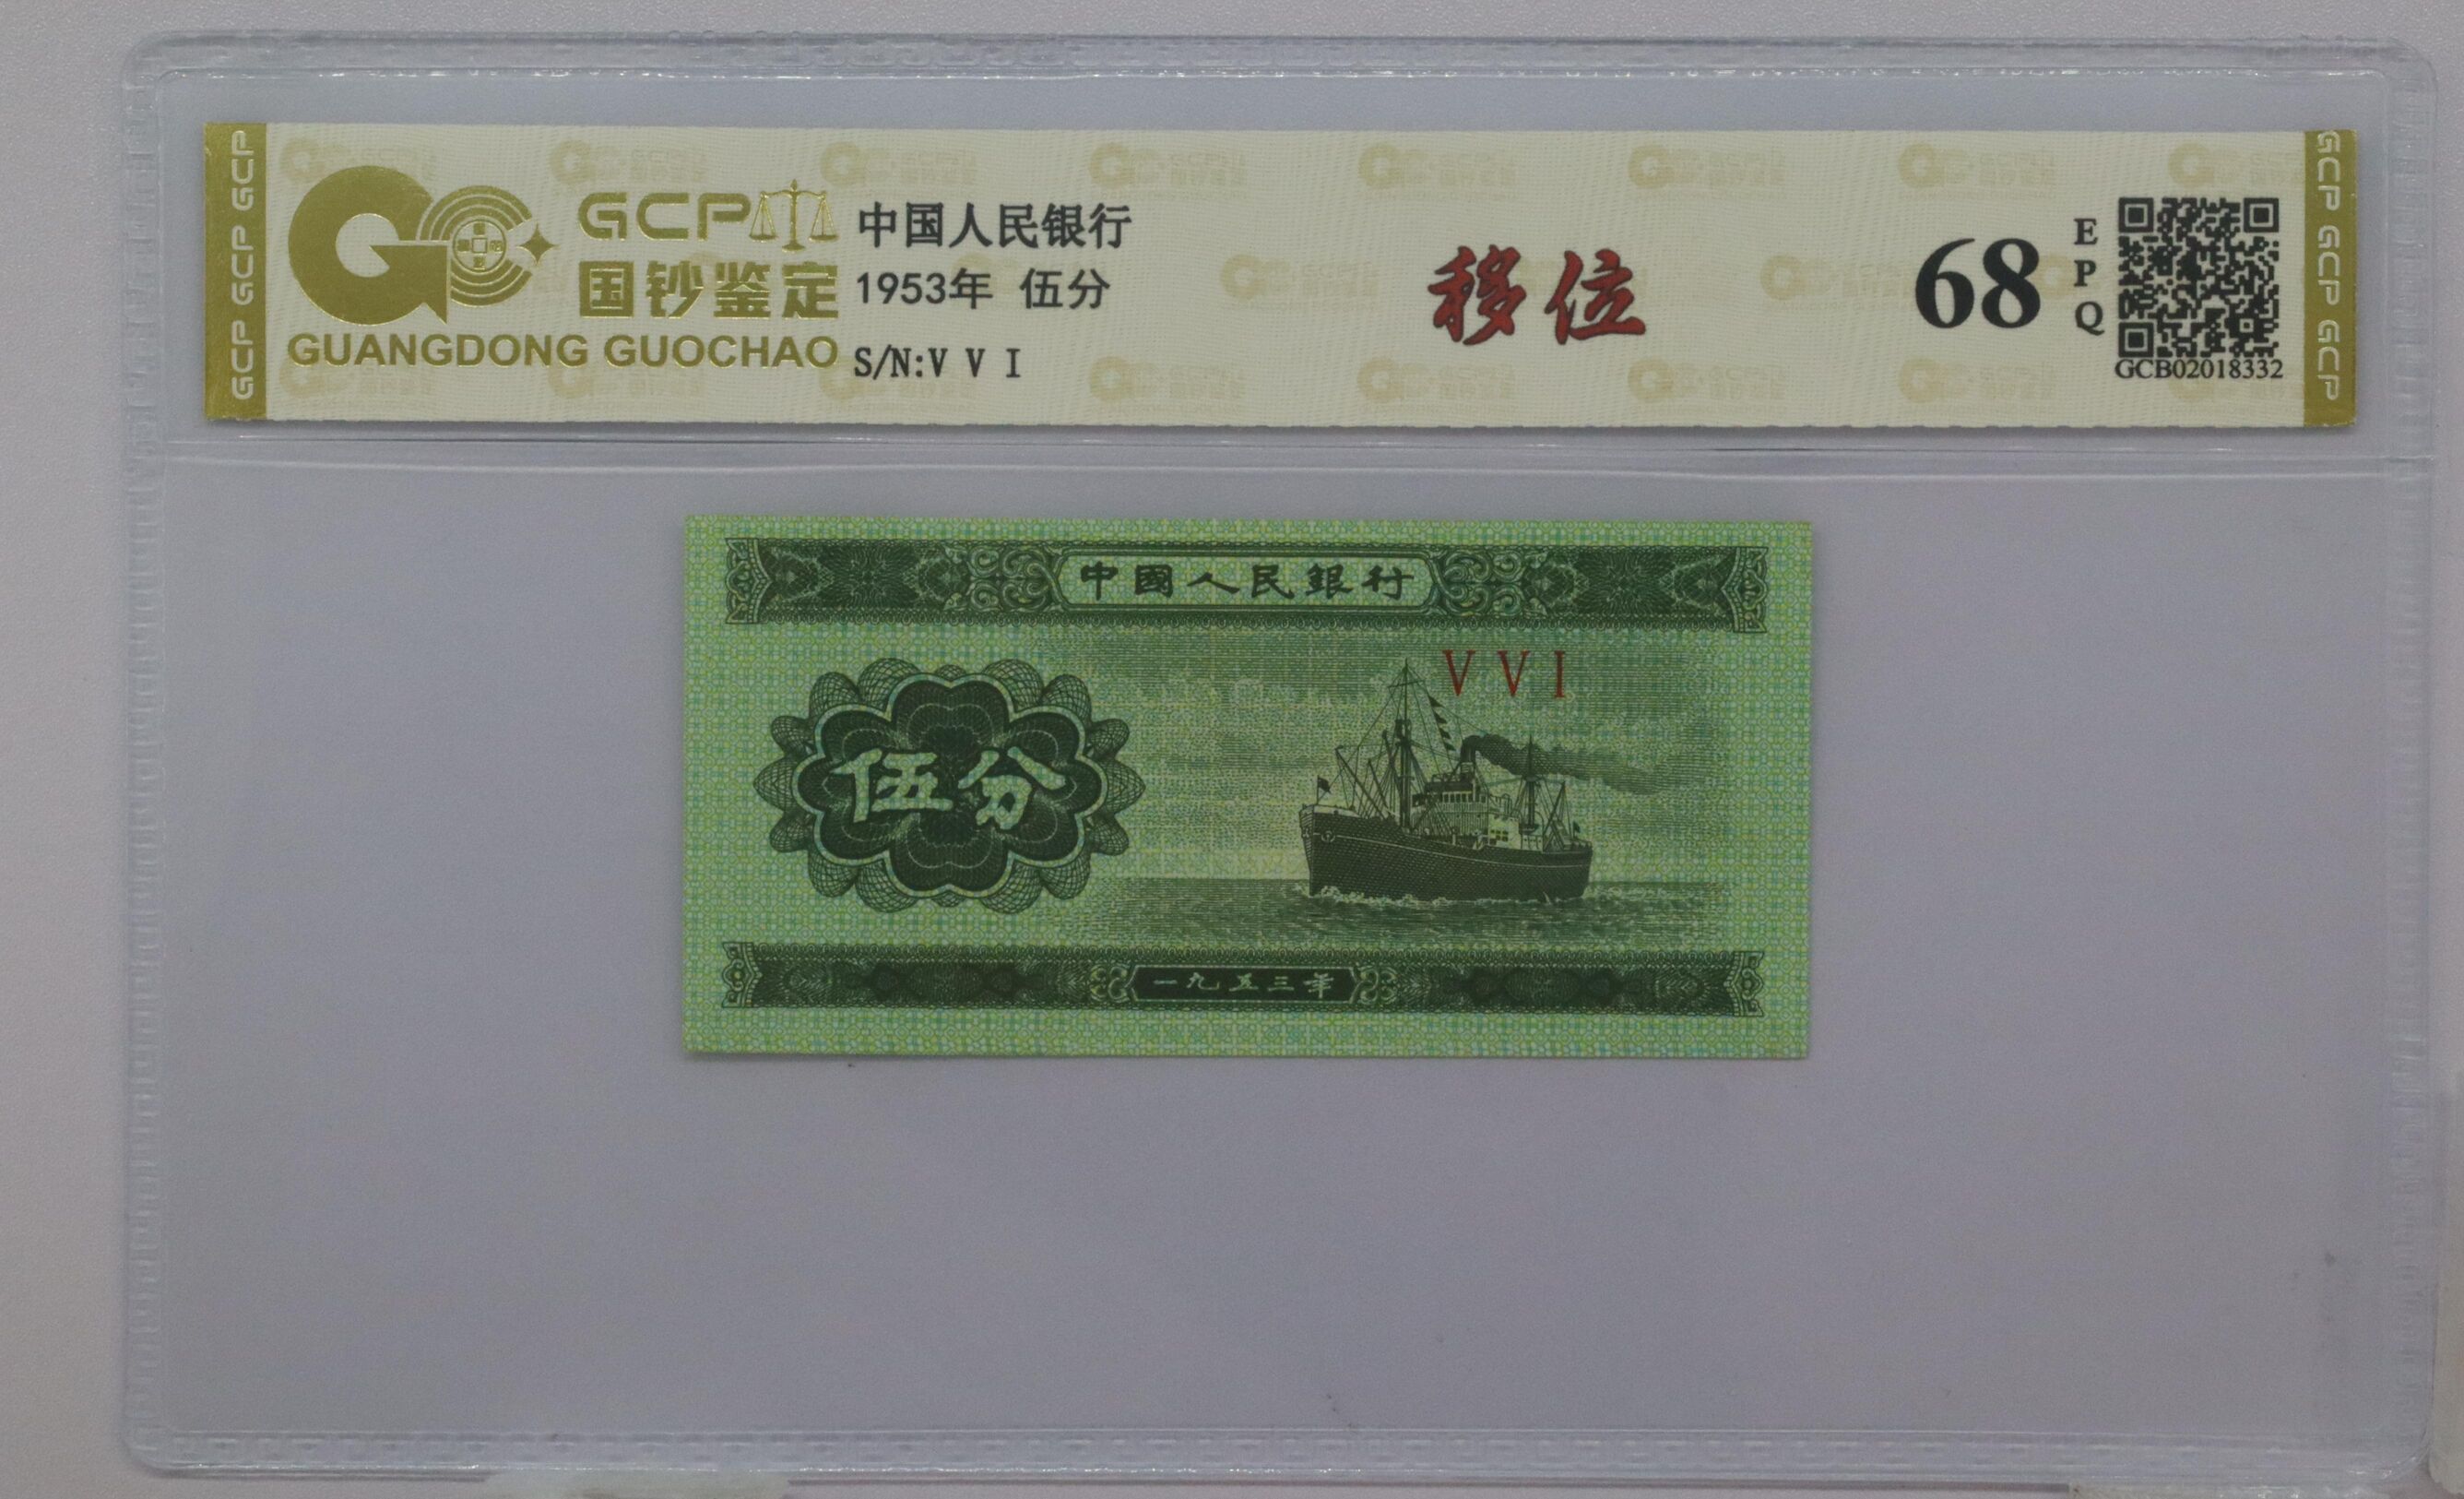 GCP GCP GCP
GCP
国钞鉴定
GUANGDONG GUOCHAO
中国人民银行
1953年 伍分
S/N:V V I
移位
68
E
P
Q
GCB02018332
GCP GCP GCP
中國人民銀行
V V I
伍分
一九五三年